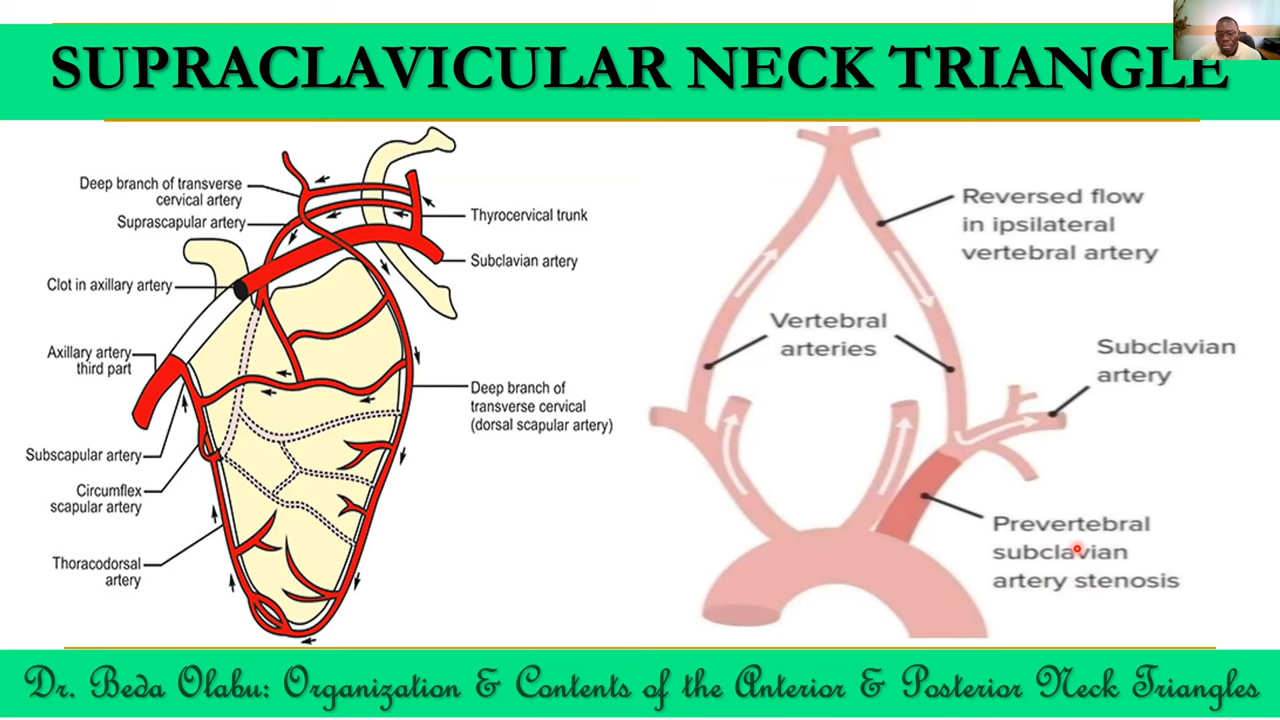 SUPRACLAVICULAR NECK TRIANGLE
Deep branch of transverse
cervical artery
Suprascapular artery
Clot in axillary artery
Axillary artery
third part
Subscapular artery
Circumflex
scapular artery
Thoracodorsal
artery
Thyrocervical trunk
Subclavian artery
Deep branch of
transverse cervical
(dorsal scapular artery)
Reversed flow
in ipsilateral
vertebral artery
Vertebral
arteries
Subclavian
artery
Prevertebral
subclavian
artery stenosis
Dr. Beda Olabu: Organization & Contents of the Anterior & Posterior Neck Triangles